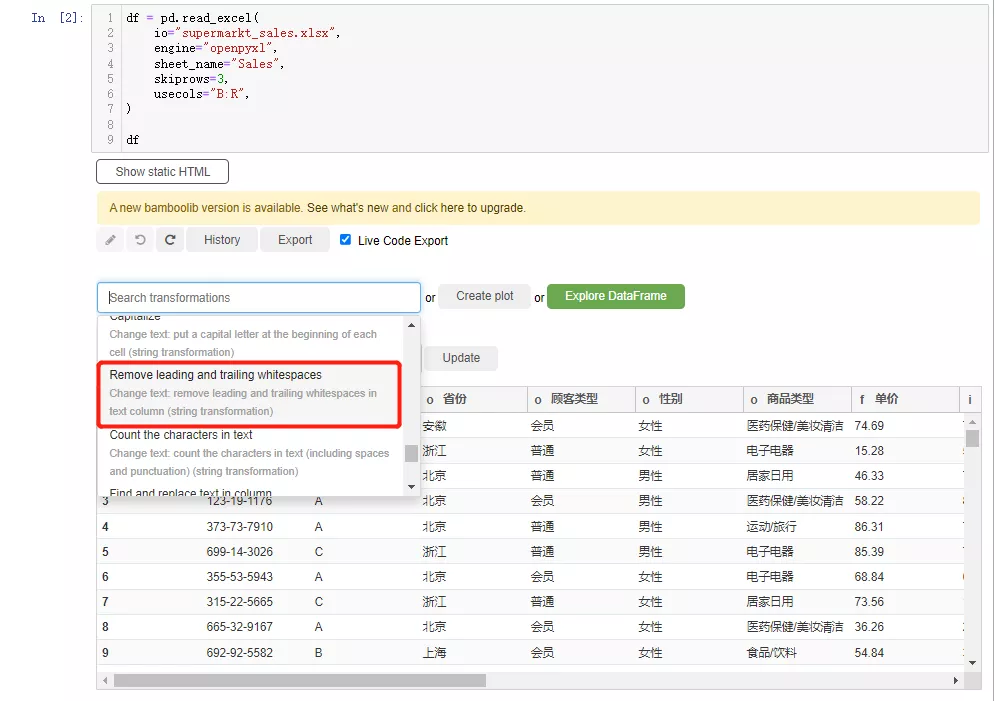 In [2]:
1 df = pd.read_excel(
2 io="supermarkt_sales.xlsx",
3 engine="openpyxl",
4 sheet_name="Sales",
5 skiprows=3,
6 usecols="B:R",
7 )
8
9 df
Show static HTML
A new bamboolib version is available. See what's new and click here to upgrade.
History Export Live Code Export
Search transformations or Create plot or Explore DataFrame
Capitalize
Change text: put a capital letter at the beginning of each
cell (string transformation)
Update
Remove leading and trailing whitespaces
Change text: remove leading and trailing whitespaces in
text column (string transformation)
Count the characters in text
Change text: count the characters in text (including spaces
and punctuation) (string transformation)
Find and replace text in column
o 省份 o 顾客类型 o 性别 o 商品类型 f 单价 i
安徽 会员 女性 医药保健/美妆清洁 74.69
浙江 普通 女性 电子电器 15.28
北京 普通 男性 居家日用 46.33
3 123-19-1176 A 北京 会员 男性 医药保健/美妆清洁 58.22
4 373-73-7910 A 北京 普通 男性 运动/旅行 86.31
5 699-14-3026 C 浙江 普通 男性 电子电器 85.39
6 355-53-5943 A 北京 会员 女性 电子电器 68.84
7 315-22-5665 C 浙江 普通 女性 居家日用 73.56
8 665-32-9167 A 北京 会员 女性 医药保健/美妆清洁 36.26
9 692-92-5582 B 上海 会员 女性 食品/饮料 54.84